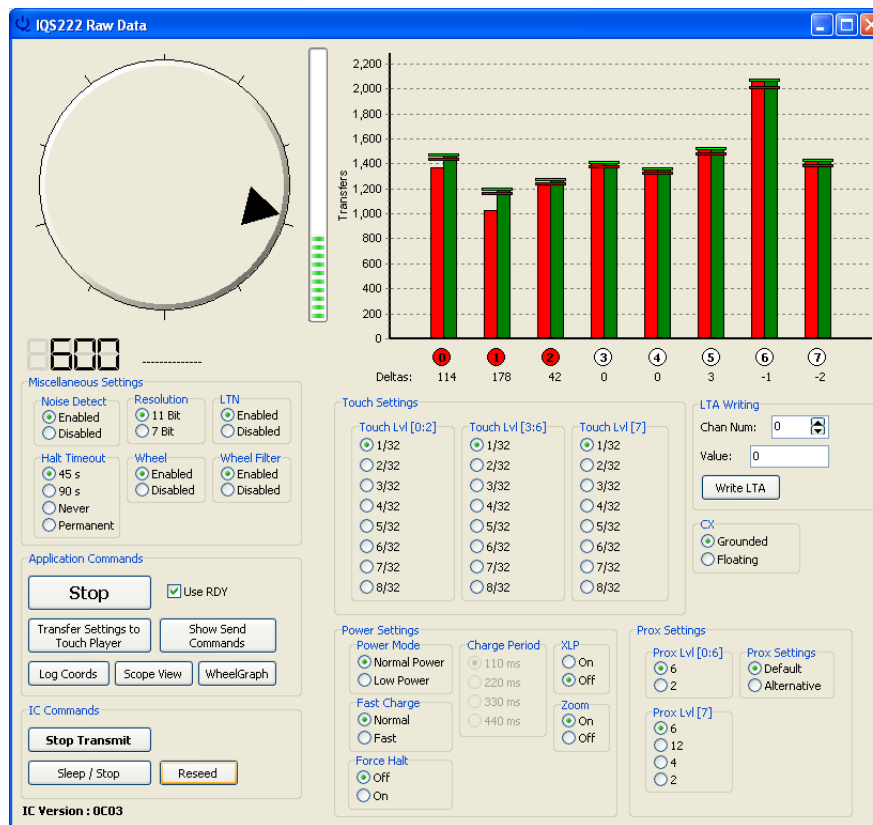 IQS222 Raw Data
2,200
2,000
1,800
1,600
1,400
1,200
1,000
800
600
400
200
0
Transfers
0 1 2 3 4 5 6 7
Deltas: 114 178 42 0 0 3 -1 -2
600
--------------
Miscellaneous Settings
Noise Detect
Enabled
Disabled
Resolution
11 Bit
7 Bit
LTN
Enabled
Disabled
Halt Timeout
45 s
90 s
Never
Permanent
Wheel
Enabled
Disabled
Wheel Filter
Enabled
Disabled
Application Commands
Stop
Use RDY
Transfer Settings to
Touch Player
Show Send
Commands
Log Coords
Scope View
WheelGraph
IC Commands
Stop Transmit
Sleep / Stop
Reseed
IC Version : 0C03
Touch Settings
Touch Lvl [0:2]
1/32
2/32
3/32
4/32
5/32
6/32
7/32
8/32
Touch Lvl [3:6]
1/32
2/32
3/32
4/32
5/32
6/32
7/32
8/32
Touch Lvl [7]
1/32
2/32
3/32
4/32
5/32
6/32
7/32
8/32
LTA Writing
Chan Num: 0
Value: 0
Write LTA
CX
Grounded
Floating
Power Settings
Power Mode
Normal Power
Low Power
Charge Period
110 ms
220 ms
330 ms
440 ms
XLP
On
Off
Fast Charge
Normal
Fast
Zoom
On
Off
Force Halt
Off
On
Prox Settings
Prox Lvl [0:6]
6
2
Prox Settings
Default
Alternative
Prox Lvl [7]
6
12
4
2